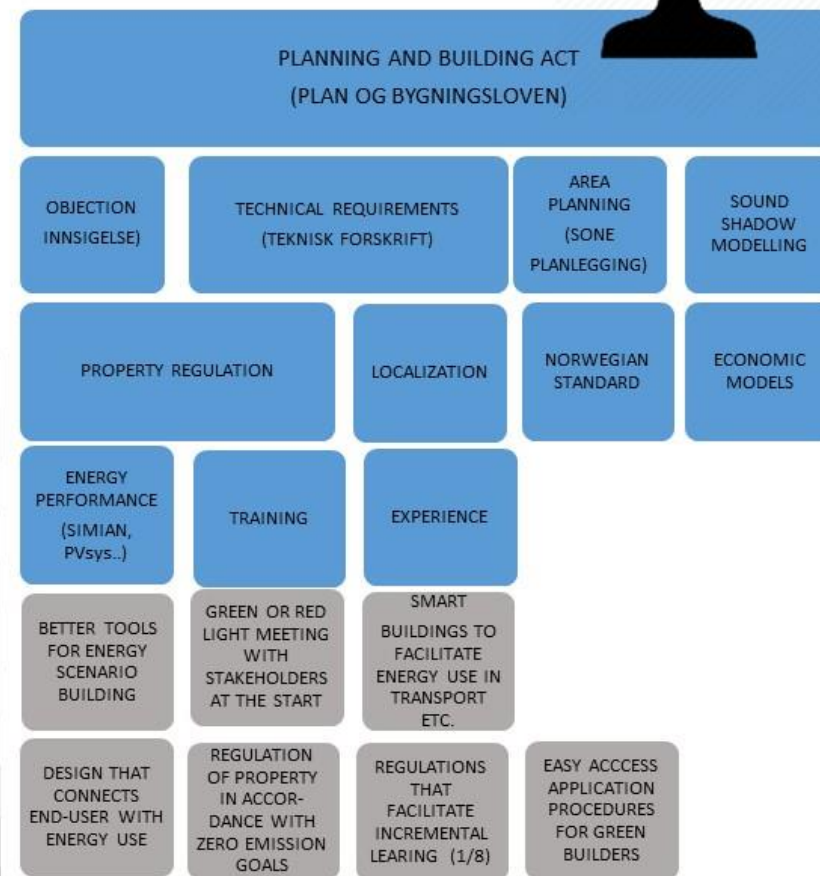 PLANNING AND BUILDING ACT
(PLAN OG BYGNINGSLOVEN)
OBJECTION
INNSIGELSE)
TECHNICAL REQUIREMENTS
(TEKNISK FORSKRIFT)
AREA
PLANNING
(SONE
PLANLEGGING)
SOUND
SHADOW
MODELLING
PROPERTY REGULATION
LOCALIZATION
NORWEGIAN
STANDARD
ECONOMIC
MODELS
ENERGY
PERFORMANCE
(SIMIAN,
PVsys..)
TRAINING
EXPERIENCE
BETTER TOOLS
FOR ENERGY
SCENARIO
BUILDING
GREEN OR RED
LIGHT MEETING
WITH
STAKEHOLDERS
AT THE START
SMART
BUILDINGS TO
FACILITATE
ENERGY USE IN
TRANSPORT
ETC.
DESIGN THAT
CONNECTS
END-USER WITH
ENERGY USE
REGULATION
OF PROPERTY
IN ACCOR-
DANCE WITH
ZERO EMISSION
GOALS
REGULATIONS
THAT
FACILITATE
INCREMENTAL
LEARING (1/8)
EASY ACCCESS
APPLICATION
PROCEDURES
FOR GREEN
BUILDERS